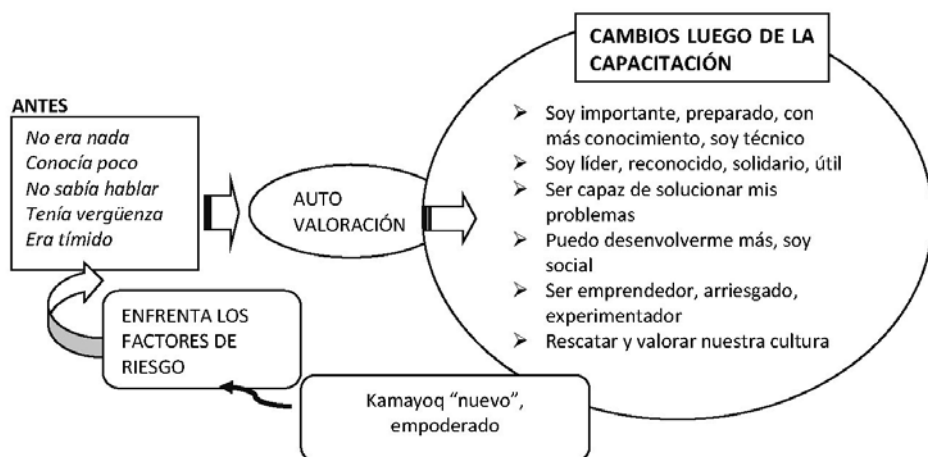 ANTES
No era nada
Conocía poco
No sabía hablar
Tenía vergüenza
Era tímido
AUTO
VALORACIÓN
CAMBIOS LUEGO DE LA
CAPACITACIÓN
Soy importante, preparado, con
más conocimiento, soy técnico
Soy líder, reconocido, solidario, útil
Ser capaz de solucionar mis
problemas
Puedo desenvolverme más, soy
social
Ser emprendedor, arriesgado,
experimentador
Rescatar y valorar nuestra cultura
ENFRENTA LOS
FACTORES DE
RIESGO
Kamayoq “nuevo”,
empoderado